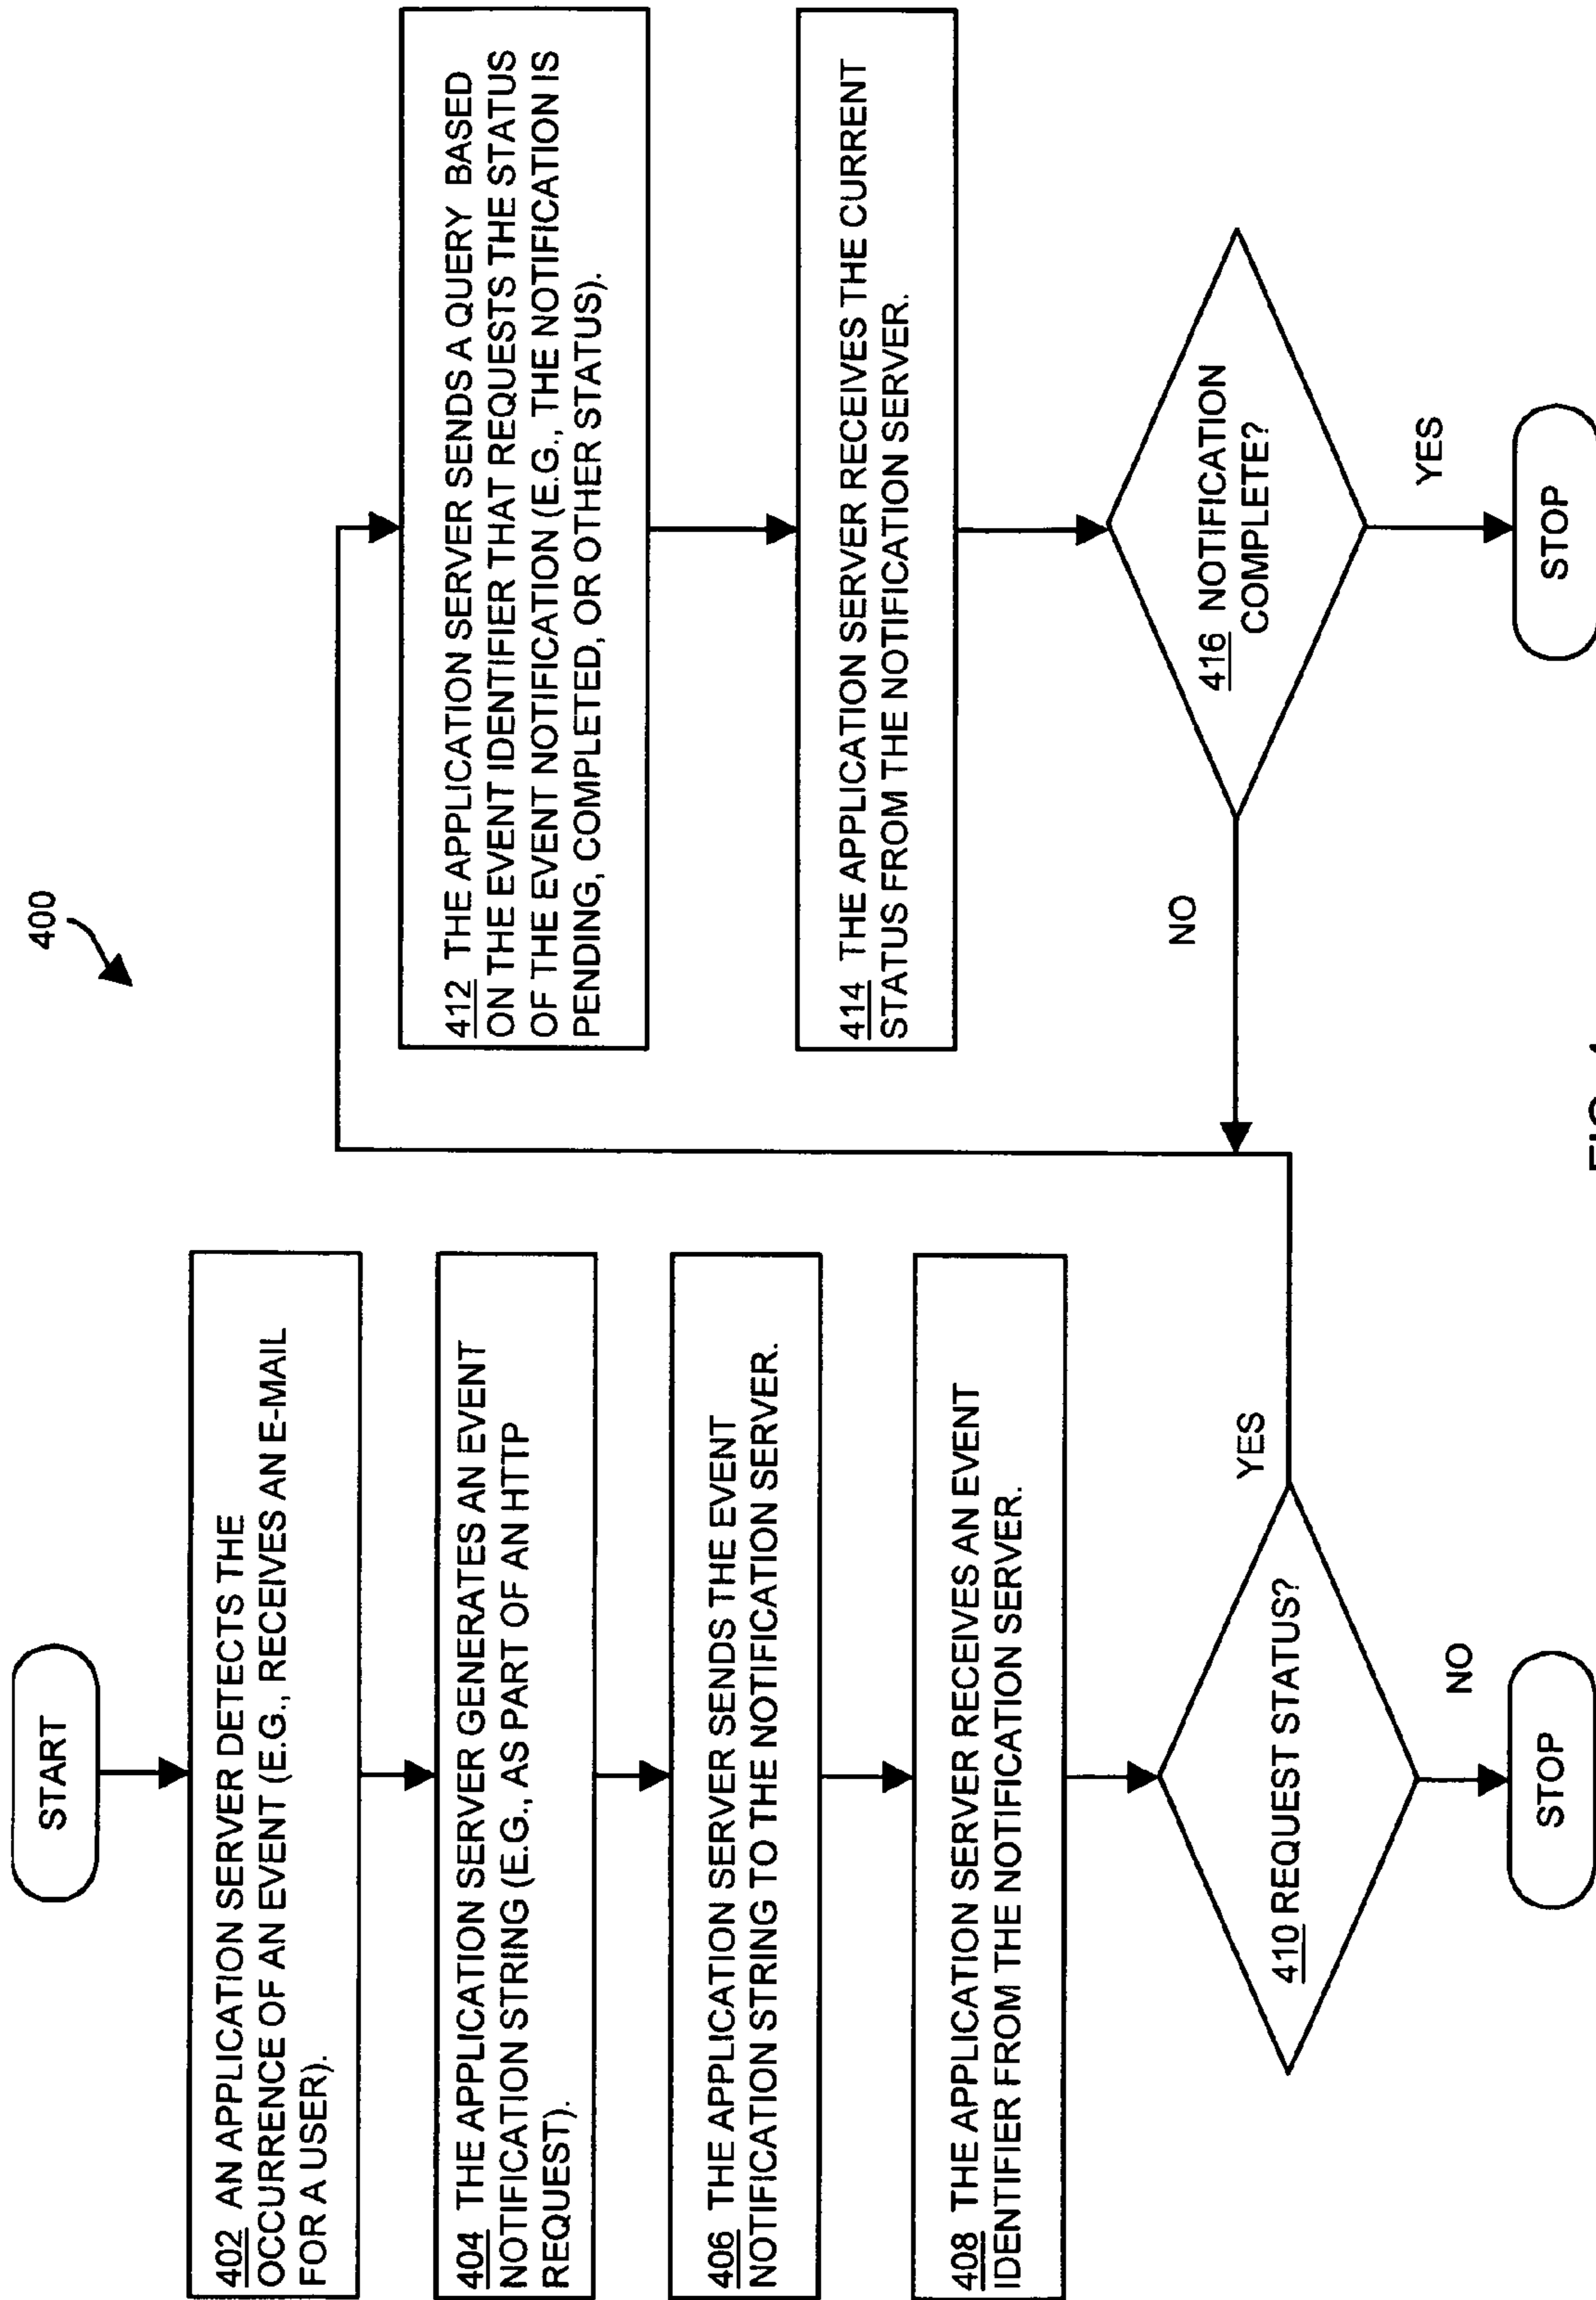 400
START
402 AN APPLICATION SERVER DETECTS THE
OCCURRENCE OF AN EVENT (E.G., RECEIVES AN E-MAIL
FOR A USER).
404 THE APPLICATION SERVER GENERATES AN EVENT
NOTIFICATION STRING (E.G., AS PART OF AN HTTP
REQUEST).
406 THE APPLICATION SERVER SENDS THE EVENT
NOTIFICATION STRING TO THE NOTIFICATION SERVER.
408 THE APPLICATION SERVER RECEIVES AN EVENT
IDENTIFIER FROM THE NOTIFICATION SERVER.
410 REQUEST STATUS?
YES
NO
STOP
412 THE APPLICATION SERVER SENDS A QUERY BASED
ON THE EVENT IDENTIFIER THAT REQUESTS THE STATUS
OF THE EVENT NOTIFICATION (E.G., THE NOTIFICATION IS
PENDING, COMPLETED, OR OTHER STATUS).
414 THE APPLICATION SERVER RECEIVES THE CURRENT
STATUS FROM THE NOTIFICATION SERVER.
416 NOTIFICATION
COMPLETE?
NO
YES
STOP